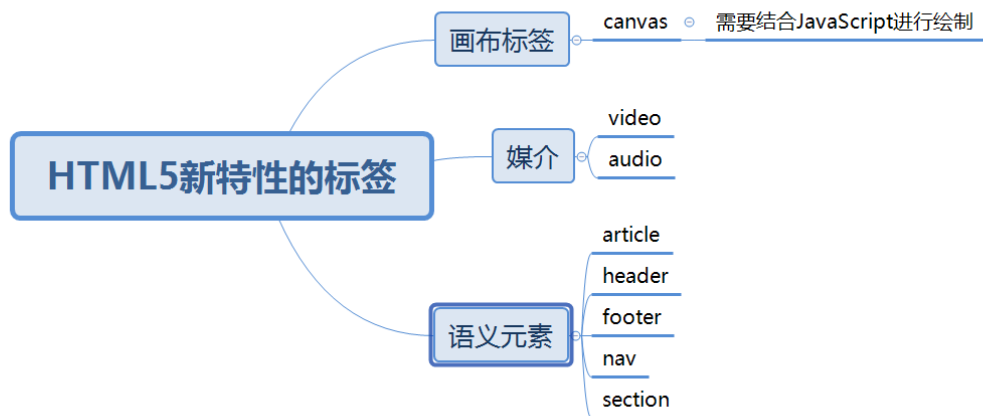 HTML5新特性的标签
画布标签
canvas
需要结合JavaScript进行绘制
媒介
video
audio
语义元素
article
header
footer
nav
section